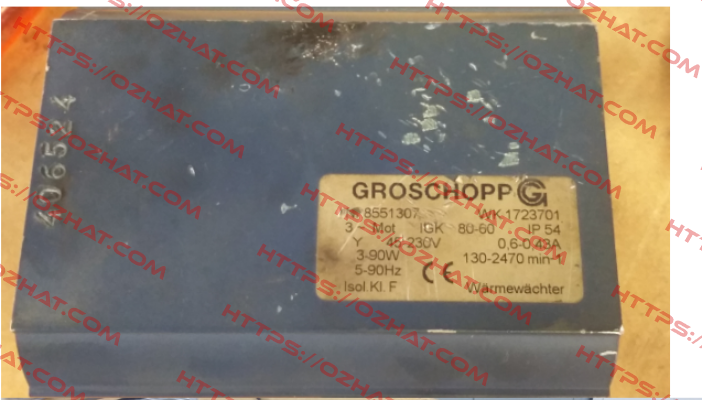 406524
GROSCHOPP G
8551307 WK 1723701
3 Mot IGK 80-60 IP 54
Y 45-230V 0,6-0,43A
3-90W 130-2470 min-1
5-90Hz CE
Isol.Kl. F Wärmewächter
HTTPS://OZHAT.COM